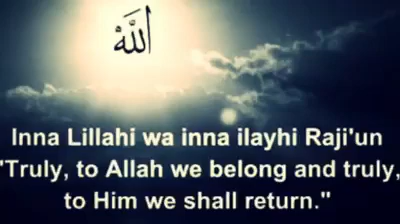 الله
Inna Lillahi wa inna ilayhi Raji'un
"Truly, to Allah we belong and truly,
to Him we shall return."